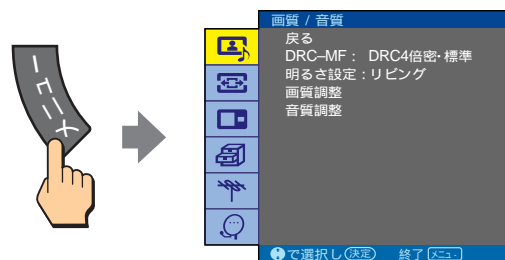 メニュー
画質 / 音質
戻る
DRC–MF： DRC4倍密・標準
明るさ設定：リビング
画質調整
音質調整
で選択し 決定 終了 メニュー